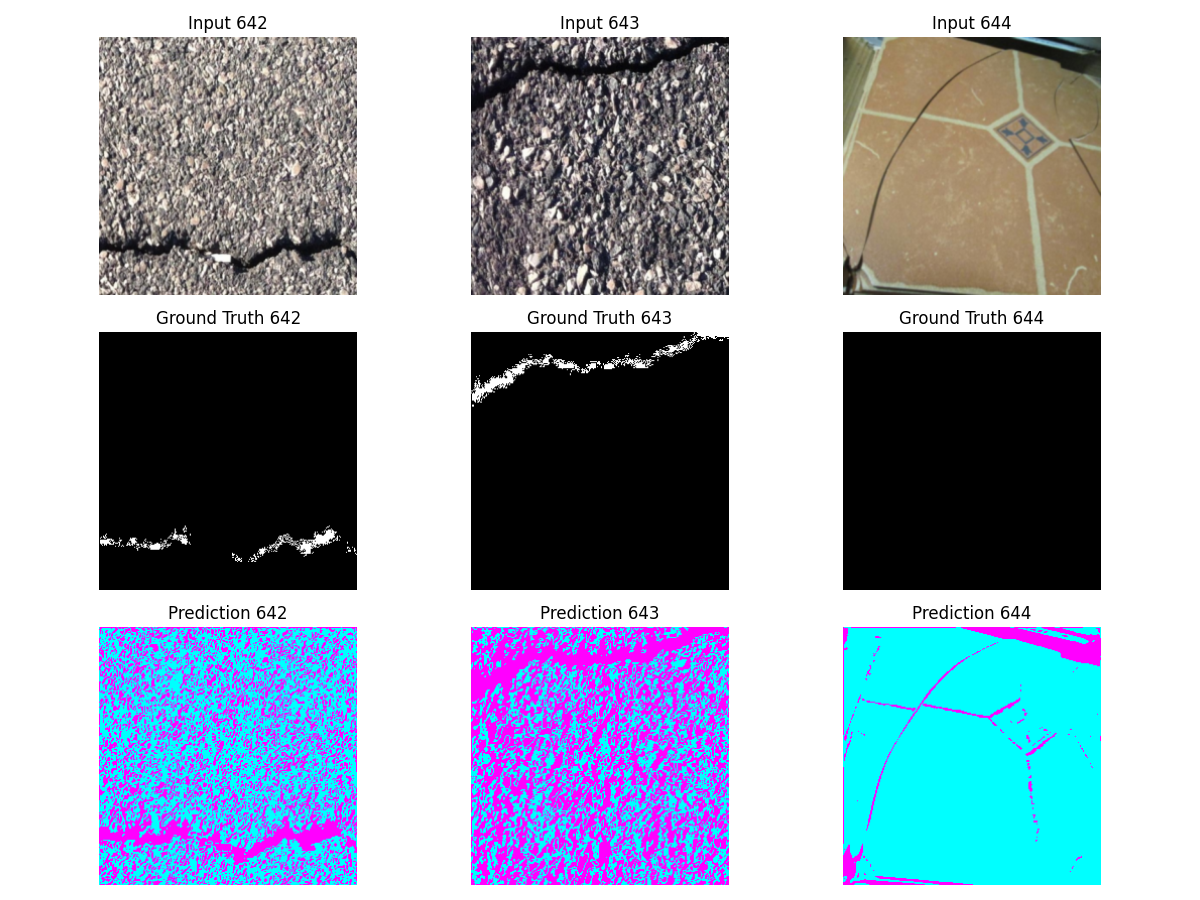 Input 642
Input 643
Input 644
Ground Truth 642
Ground Truth 643
Ground Truth 644
Prediction 642
Prediction 643
Prediction 644